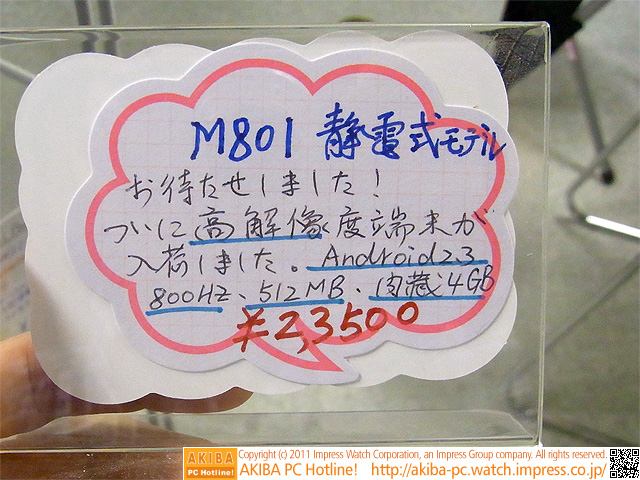 M801 静電式モデル
お待たせしました!
ついに高解像度端末が
入荷しました。Android2.3
800HZ、512MB、内蔵4GB
¥23,500
AKIBA
PC Hotline!
Copyright (c) 2011 Impress Watch Corporation, an Impress Group company. All rights reserved.
AKIBA PC Hotline! http://akiba-pc.watch.impress.co.jp/